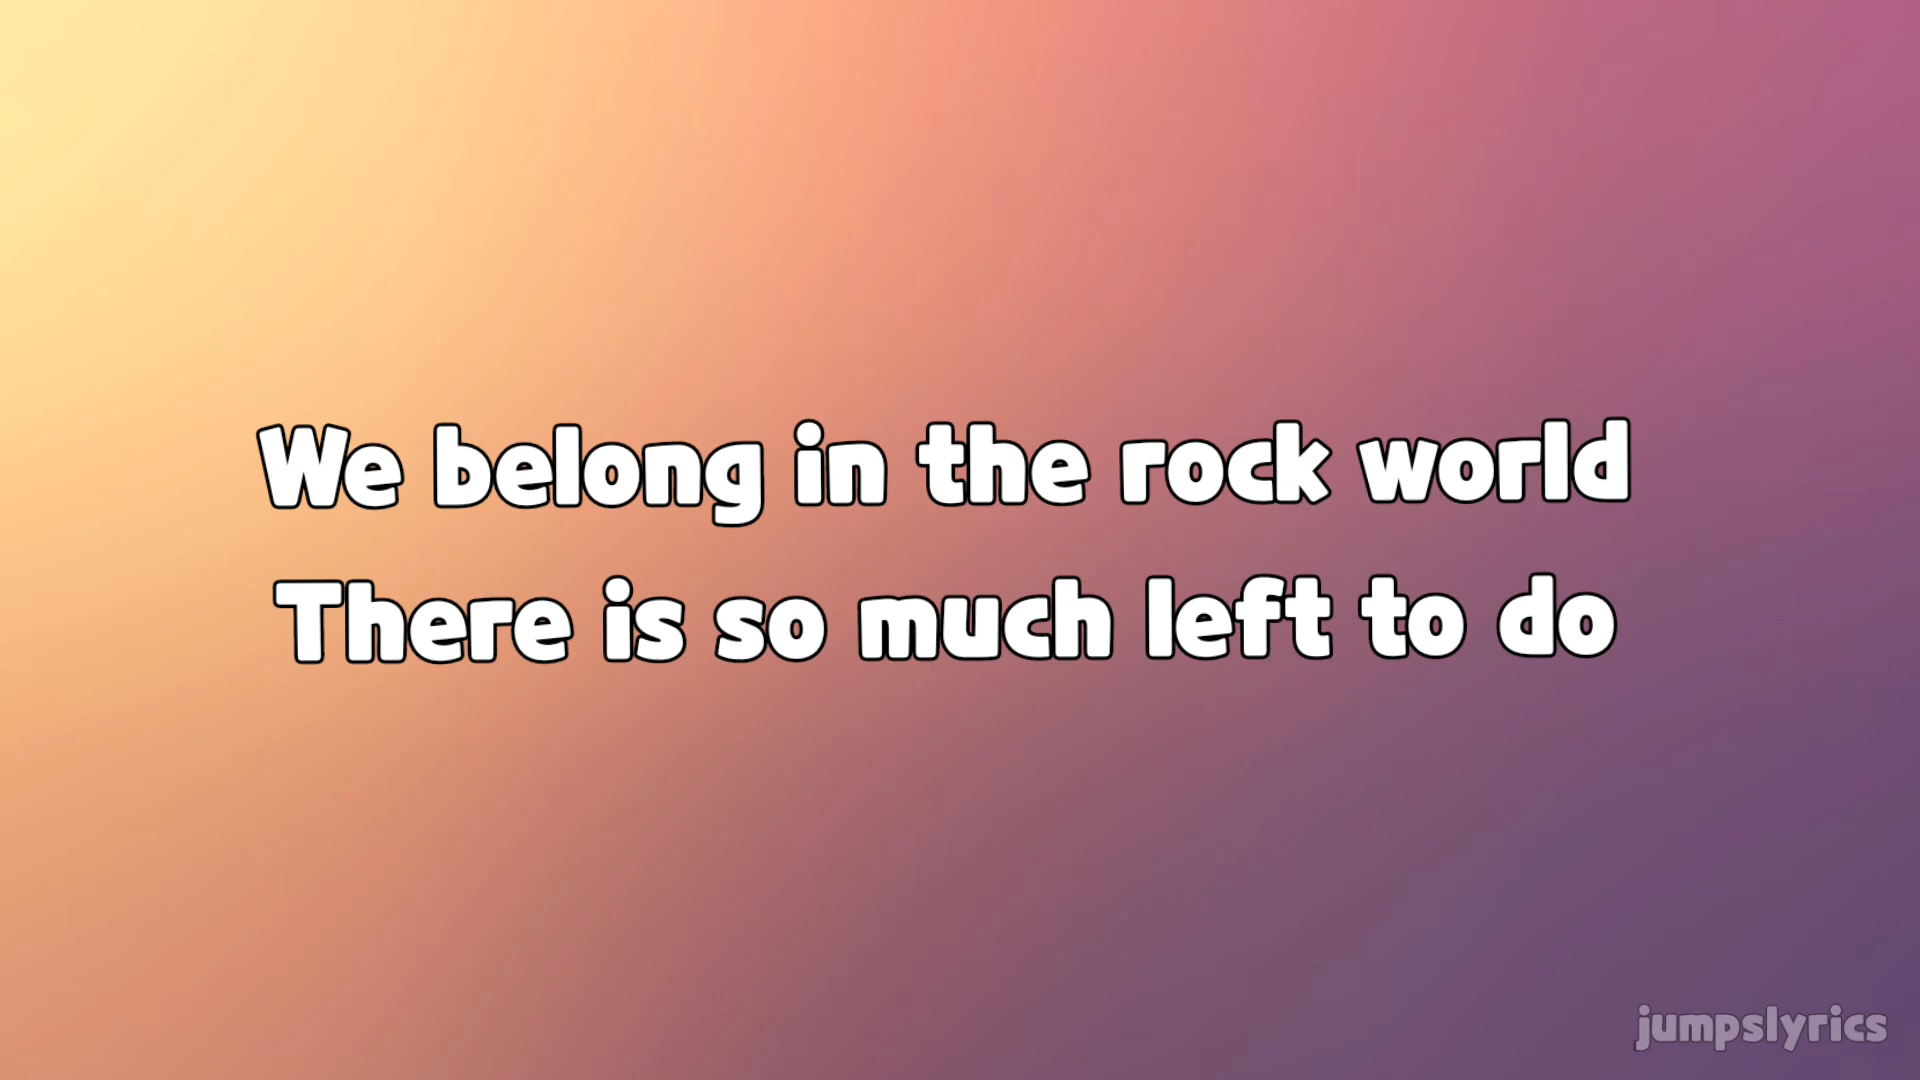 We belong in the rock world
There is so much left to do
jumpslyrics